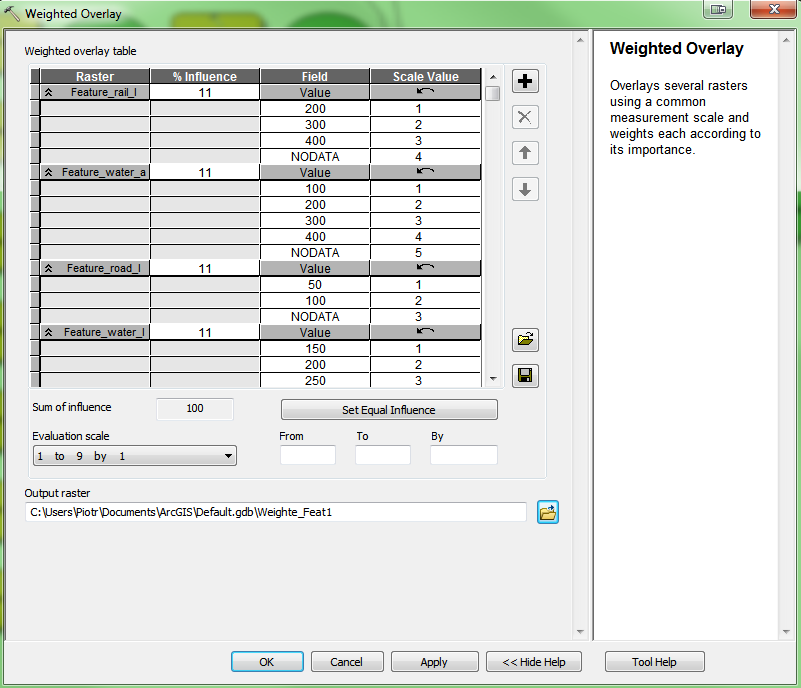 Weighted Overlay
Weighted overlay table
Raster % Influence Field Scale Value
Feature_rail_l 11 Value
200 1
300 2
400 3
NODATA 4
Feature_water_a 11 Value
100 1
200 2
300 3
400 4
NODATA 5
Feature_road_l 11 Value
50 1
100 2
NODATA 3
Feature_water_l 11 Value
150 1
200 2
250 3
Sum of influence 100 Set Equal Influence
Evaluation scale From To By
1 to 9 by 1
Output raster
C:\Users\Piotr\Documents\ArcGIS\Default.gdb\Weighte_Feat1
OK Cancel Apply << Hide Help Tool Help
Weighted Overlay
Overlays several rasters
using a common
measurement scale and
weights each according to
its importance.